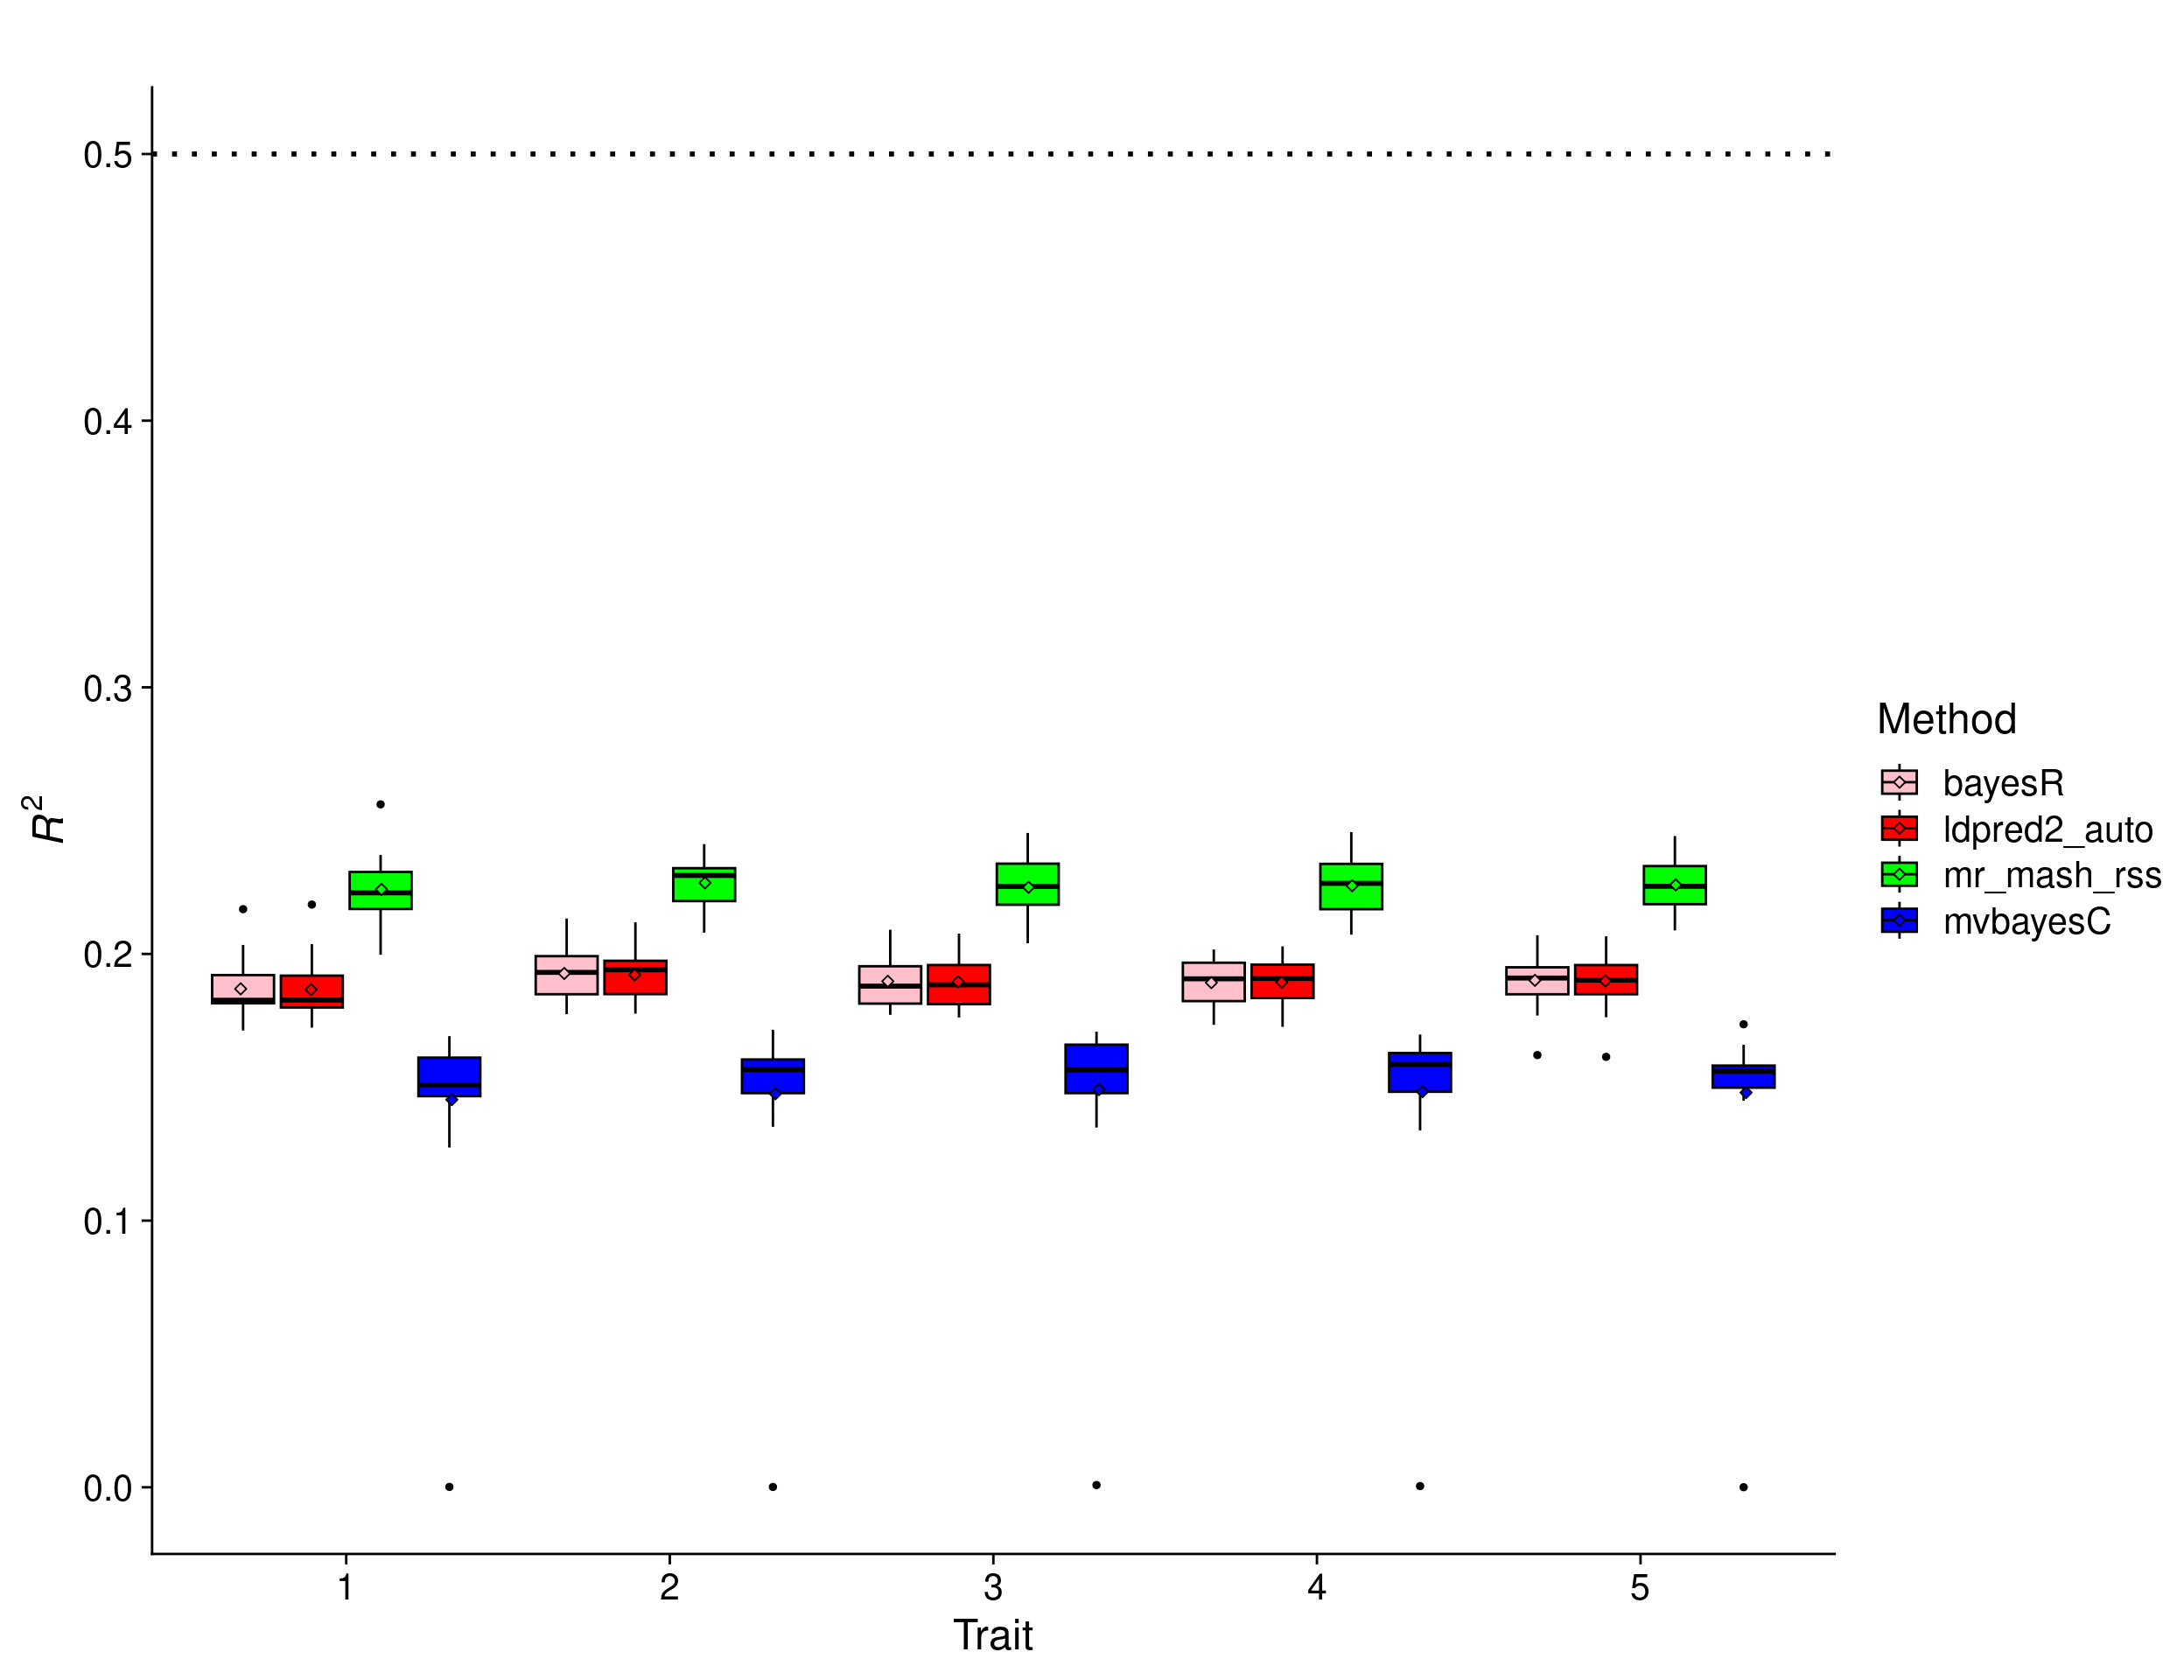 0.5
0.4
0.3
0.2
0.1
0.0
R²
1 2 3 4 5
Trait
Method
bayesR
ldpred2_auto
mr_mash_rss
mvbayesC